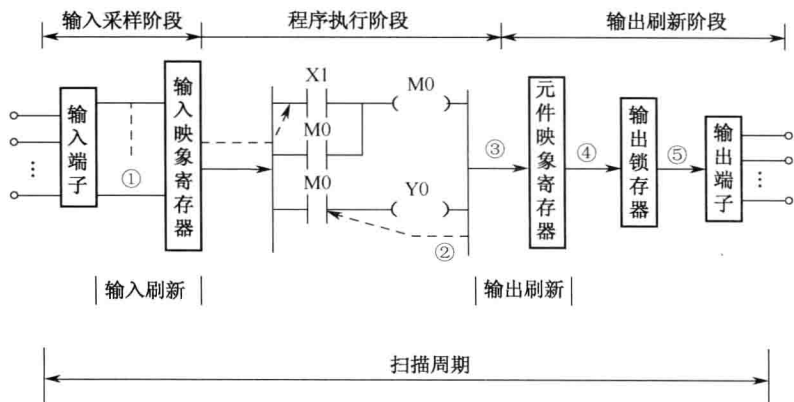 输入采样阶段
程序执行阶段
输出刷新阶段
输入端子
①
输入映象寄存器
X1
M0
M0
M0
Y0
②
③
元件映象寄存器
④
输出锁存器
⑤
输出端子
输入刷新
输出刷新
扫描周期